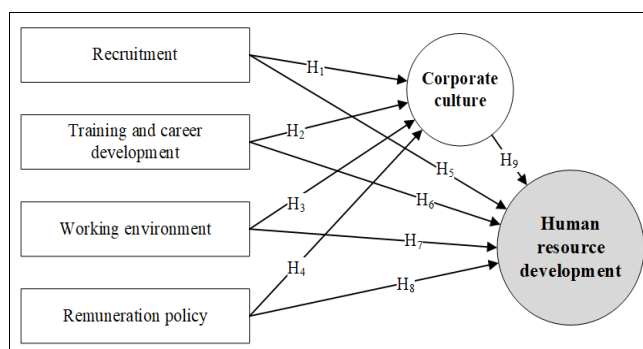 Recruitment
H1
Corporate
culture
Training and career
development
H2
H9
H5
H3
H6
Working environment
H7
Human
resource
development
H4
H8
Remuneration policy